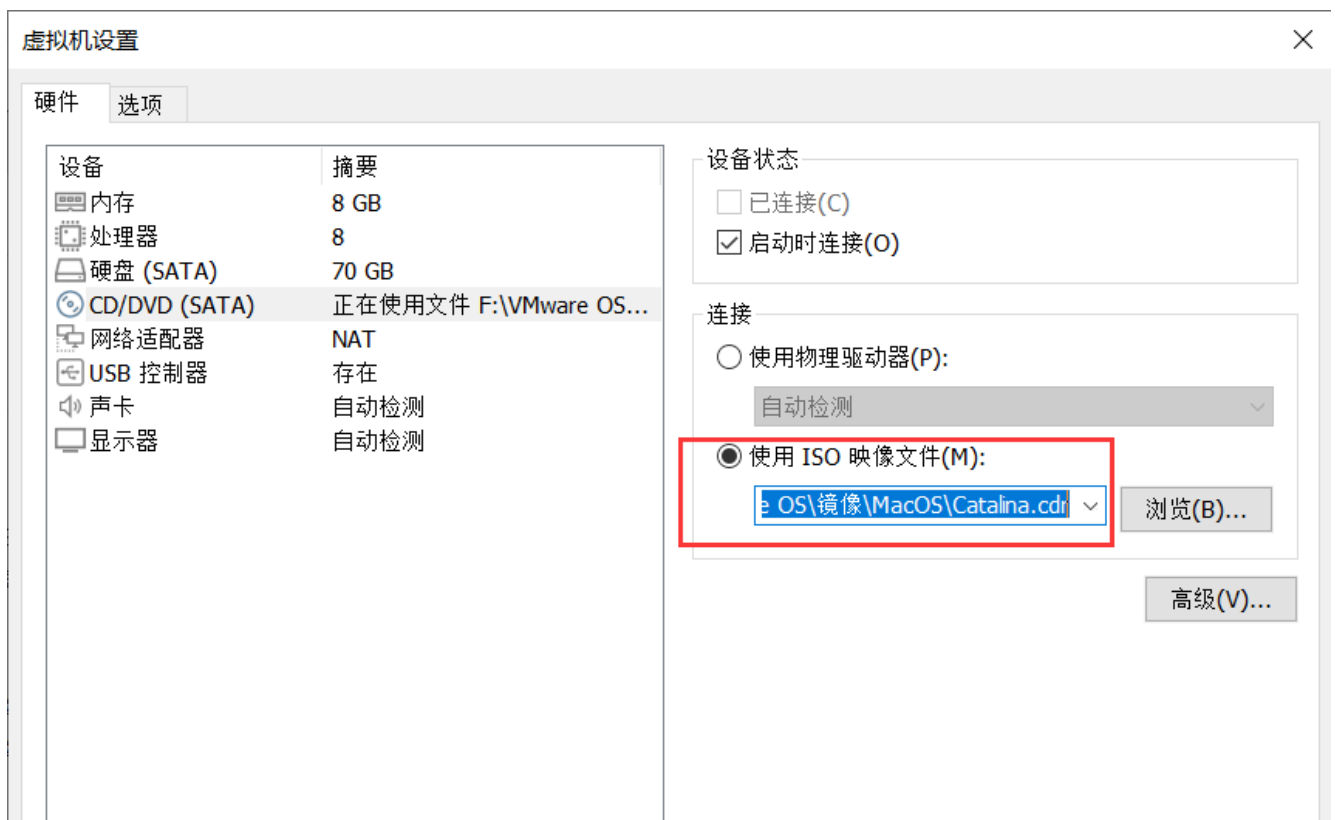 虚拟机设置
硬件 选项
设备 摘要
内存 8 GB
处理器 8
硬盘 (SATA) 70 GB
CD/DVD (SATA) 正在使用文件 F:\VMware OS...
网络适配器 NAT
USB 控制器 存在
声卡 自动检测
显示器 自动检测
设备状态
已连接(C)
启动时连接(O)
连接
使用物理驱动器(P):
自动检测
使用 ISO 映像文件(M):
e OS\镜像\MacOS\Catalina.cdr 浏览(B)...
高级(V)...